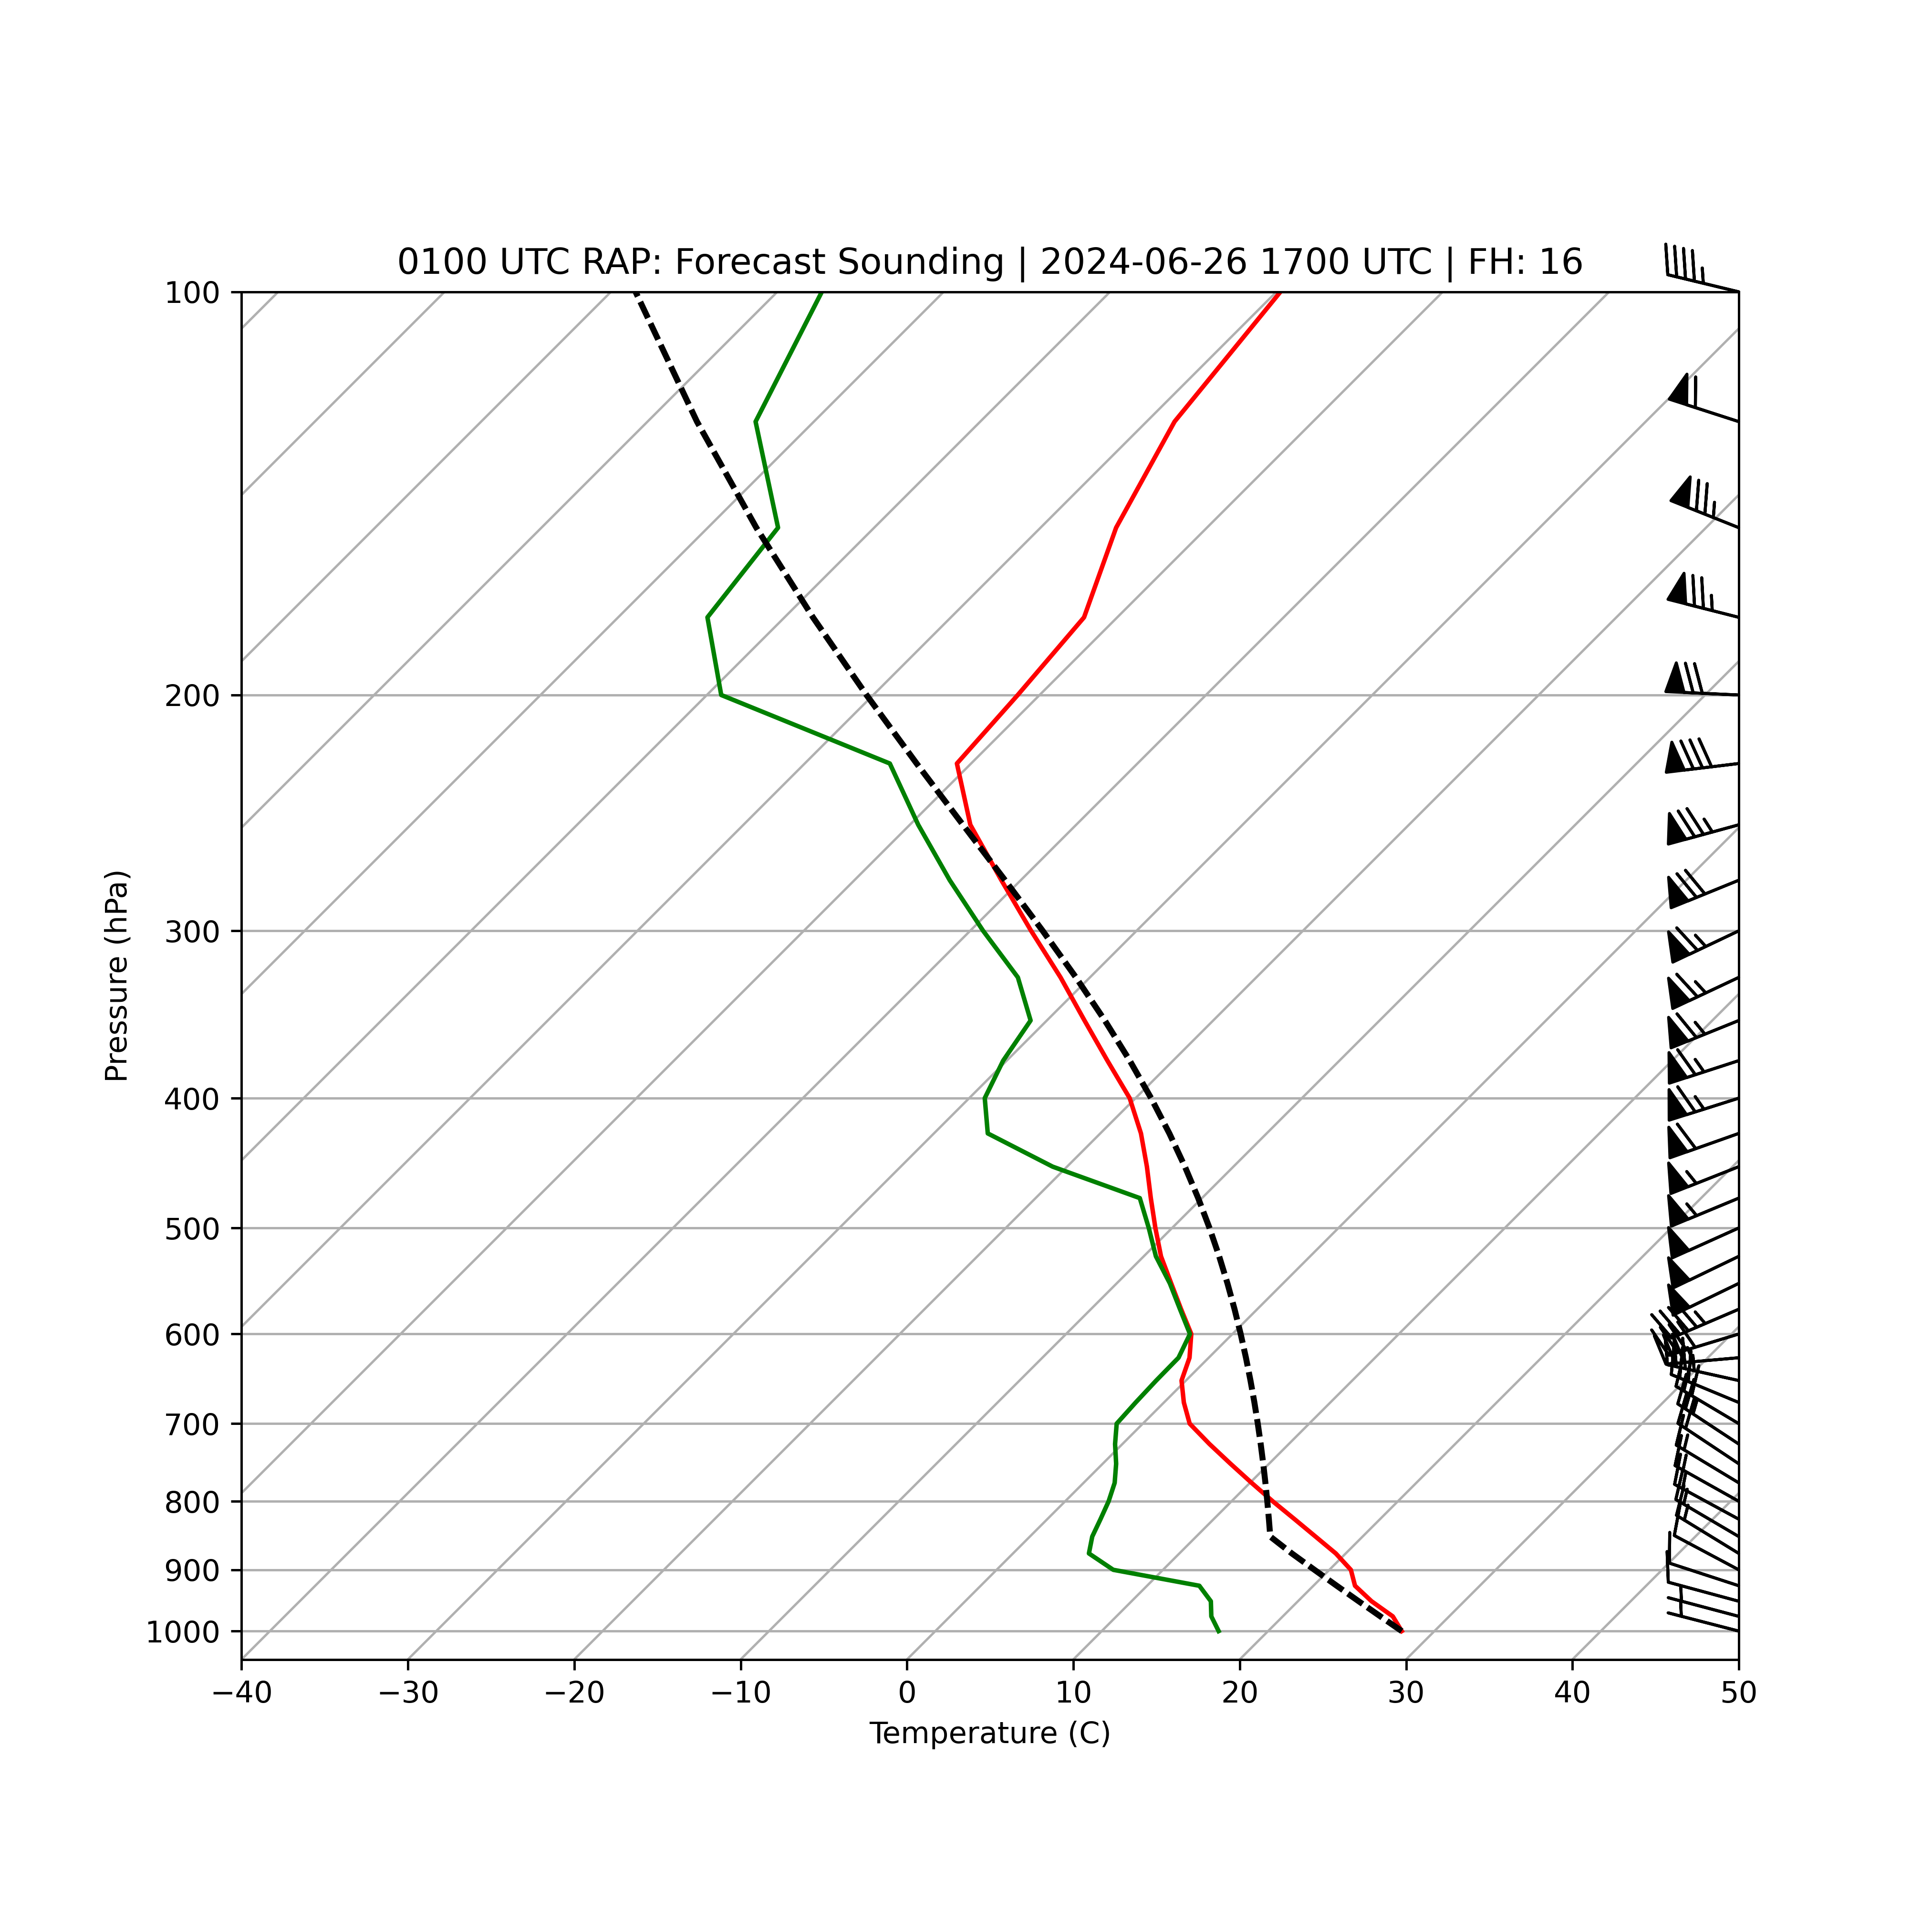 0100 UTC RAP: Forecast Sounding | 2024-06-26 1700 UTC | FH: 16
100
200
300
400
500
600
700
800
900
1000
Pressure (hPa)
−40 −30 −20 −10 0 10 20 30 40 50
Temperature (C)